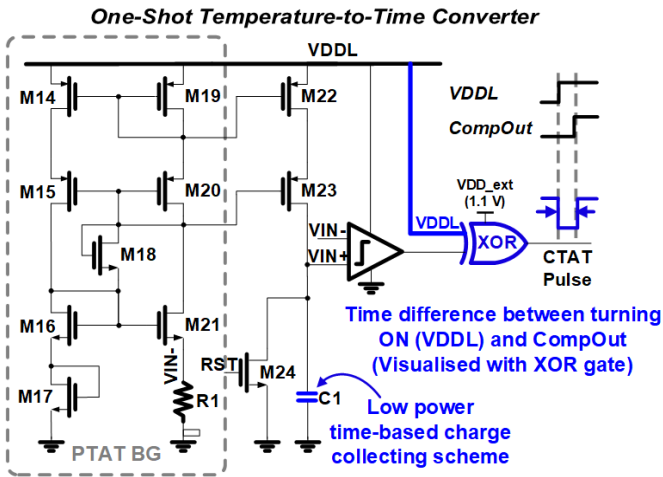 One-Shot Temperature-to-Time Converter
VDDL
M14
M19
M22
VDDL
CompOut
M15
M20
M23
VDD_ext
(1.1 V)
M18
VIN-
VDDL
XOR
VIN+
CTAT
Pulse
M16
M21
Time difference between turning
ON (VDDL) and CompOut
(Visualised with XOR gate)
VIN-
RST
M24
M17
R1
C1
Low power
time-based charge
collecting scheme
PTAT BG